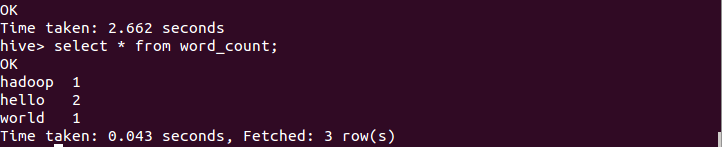 OK
Time taken: 2.662 seconds
hive> select * from word_count;
OK
hadoop  1
hello   2
world   1
Time taken: 0.043 seconds, Fetched: 3 row(s)